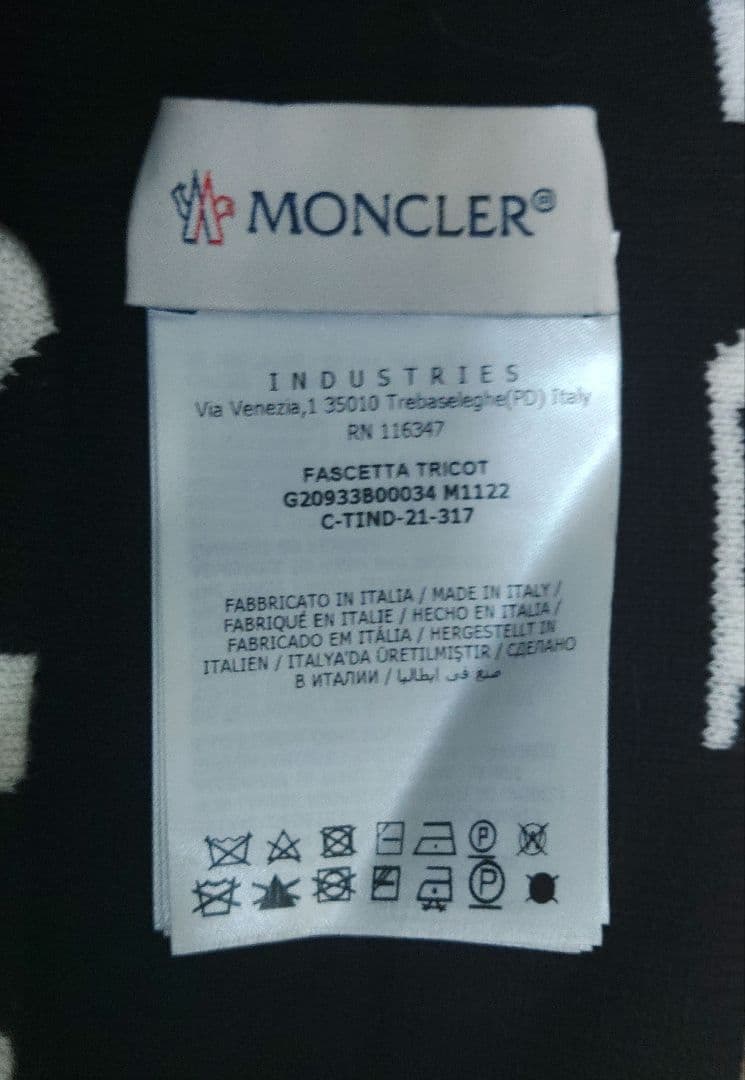 MONCLER®
INDUSTRIES
Via Venezia,1 35010 Trebaseleghe(PD) Italy
RN 116347
FASCETTA TRICOT
G20933B00034 M1122
C-TIND-21-317
FABBRICATO IN ITALIA / MADE IN ITALY /
FABRIQUÉ EN ITALIE / HECHO EN ITALIA /
FABRICADO EM ITÁLIA / HERGESTELLT IN
ITALIEN / ITALYA'DA ÜRETILMIŞTIR / СДЕЛАНО
В ИТАЛИИ / صنع في ايطاليا
P W
P